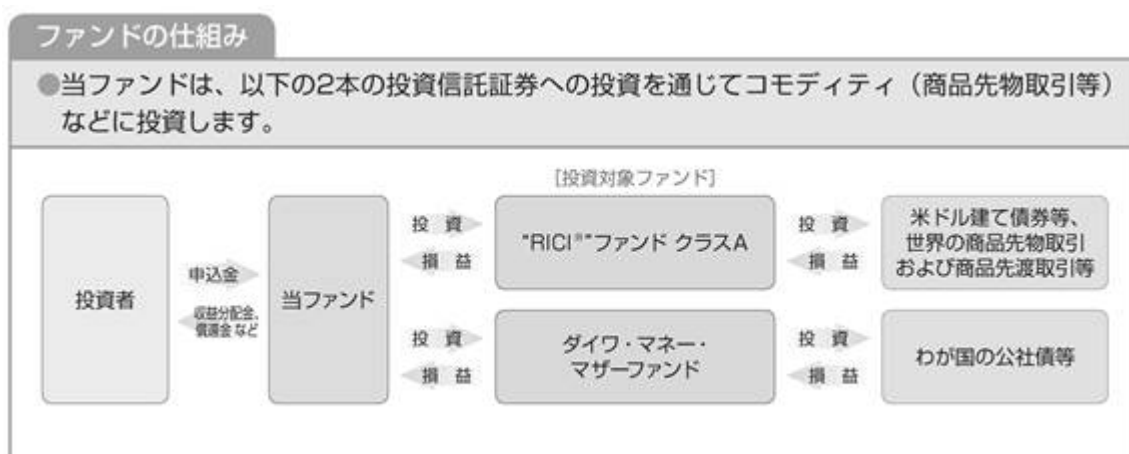 ファンドの仕組み
●当ファンドは、以下の2本の投資信託証券への投資を通じてコモディティ（商品先物取引等）
などに投資します。
［投資対象ファンド］
投資者
申込金
収益分配金、
償還金 など
当ファンド
投 資
損 益
"RICI®"ファンド クラスA
投 資
損 益
米ドル建て債券等、
世界の商品先物取引
および商品先渡取引等
投 資
損 益
ダイワ・マネー・
マザーファンド
投 資
損 益
わが国の公社債等